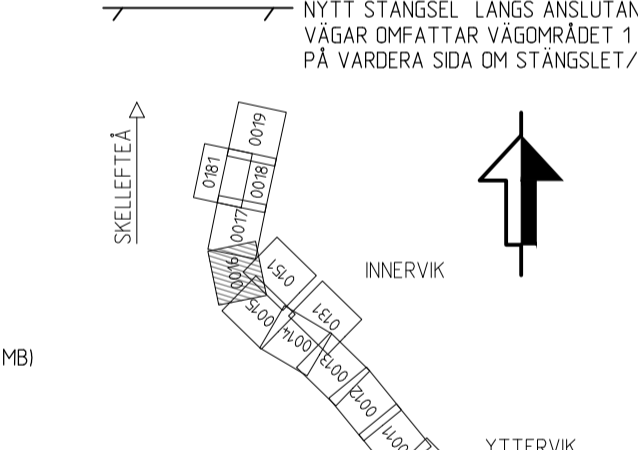 NYTT STÄNGSEL LÄNGS ANSLUTAN
VÄGAR OMFATTAR VÄGOMRÅDET 1
PÅ VARDERA SIDA OM STÄNGSLET/
SKELLEFTEÅ
0019
0181
0018
0017
0016
0151
INNERVIK
0015
0131
0014
0013
MB)
0012
0011
YTTERVIK